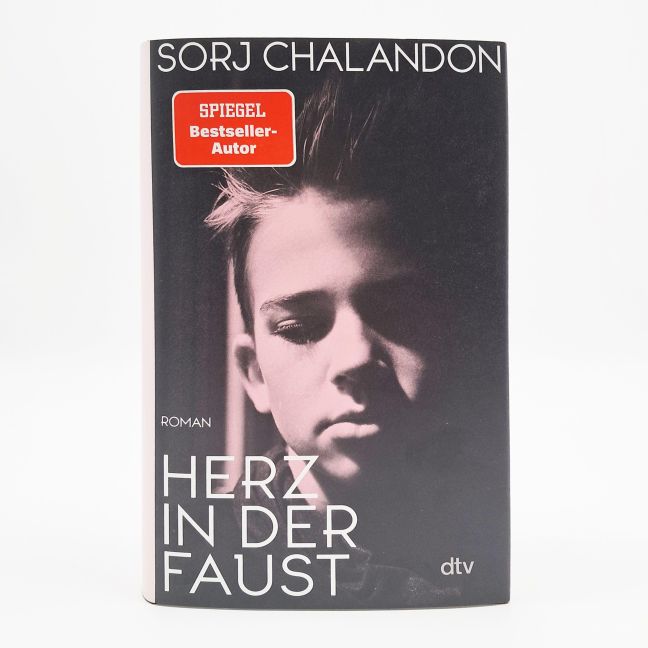 SORJ CHALANDON
SPIEGEL
Bestseller-
Autor
ROMAN
HERZ
IN DER
FAUST
dtv